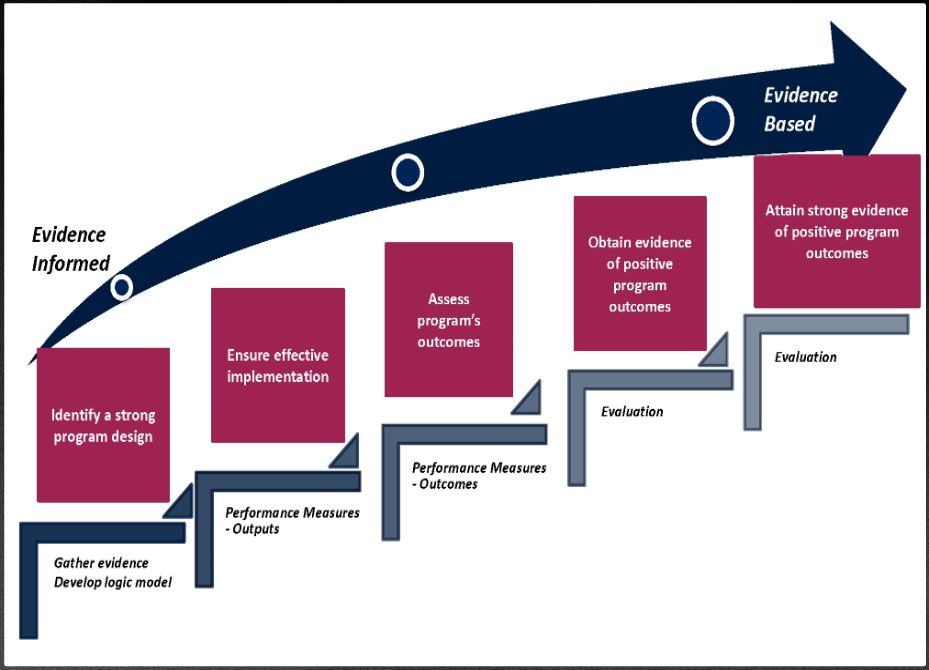 Evidence
Based
Evidence
Informed
Identify a strong
program design
Gather evidence
Develop logic model
Ensure effective
implementation
Performance Measures
- Outputs
Assess
program's
outcomes
Performance Measures
- Outcomes
Obtain evidence
of positive
program
outcomes
Evaluation
Attain strong evidence
of positive program
outcomes
Evaluation